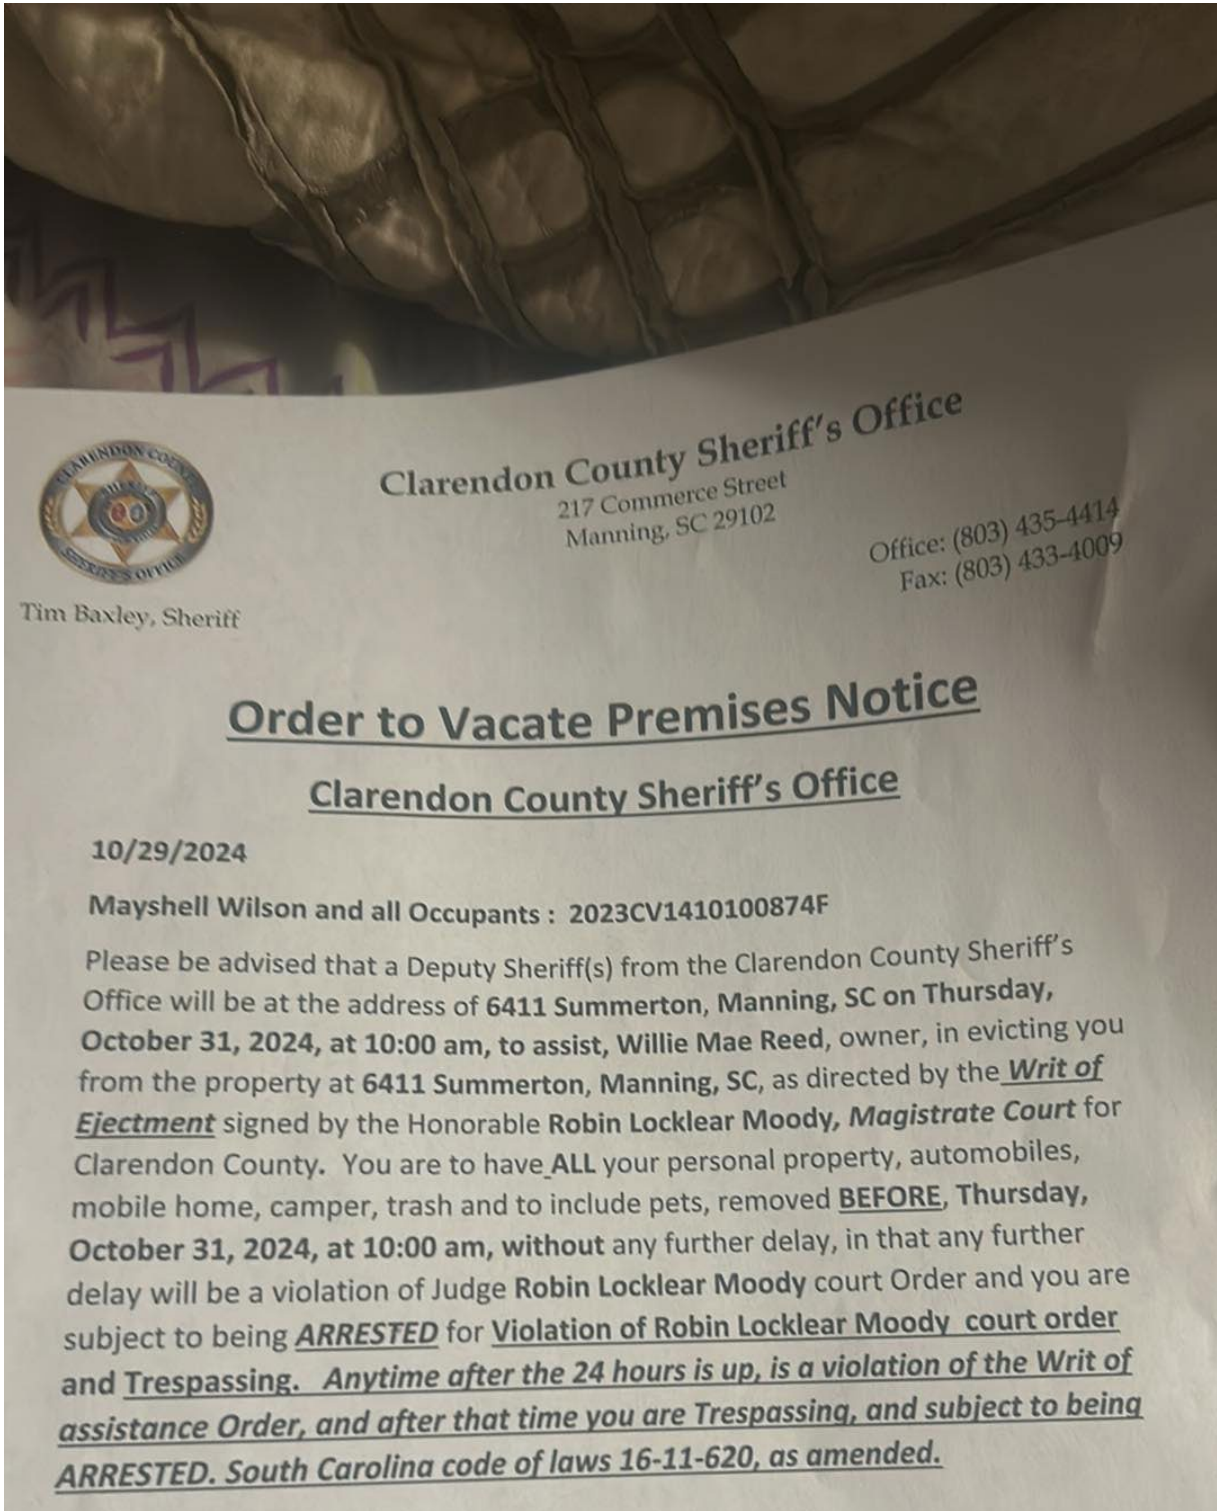 Clarendon County Sheriff's Office
217 Commerce Street
Manning, SC 29102
Office: (803) 435-4414
Fax: (803) 433-4009
CLARENDON COUNTY
SHERIFF'S OFFICE
Tim Baxley, Sheriff
Order to Vacate Premises Notice
Clarendon County Sheriff's Office
10/29/2024
Mayshell Wilson and all Occupants : 2023CV1410100874F
Please be advised that a Deputy Sheriff(s) from the Clarendon County Sheriff's
Office will be at the address of 6411 Summerton, Manning, SC on Thursday,
October 31, 2024, at 10:00 am, to assist, Willie Mae Reed, owner, in evicting you
from the property at 6411 Summerton, Manning, SC, as directed by the Writ of
Ejectment signed by the Honorable Robin Locklear Moody, Magistrate Court for
Clarendon County. You are to have ALL your personal property, automobiles,
mobile home, camper, trash and to include pets, removed BEFORE, Thursday,
October 31, 2024, at 10:00 am, without any further delay, in that any further
delay will be a violation of Judge Robin Locklear Moody court Order and you are
subject to being ARRESTED for Violation of Robin Locklear Moody court order
and Trespassing. Anytime after the 24 hours is up, is a violation of the Writ of
assistance Order, and after that time you are Trespassing, and subject to being
ARRESTED. South Carolina code of laws 16-11-620, as amended.